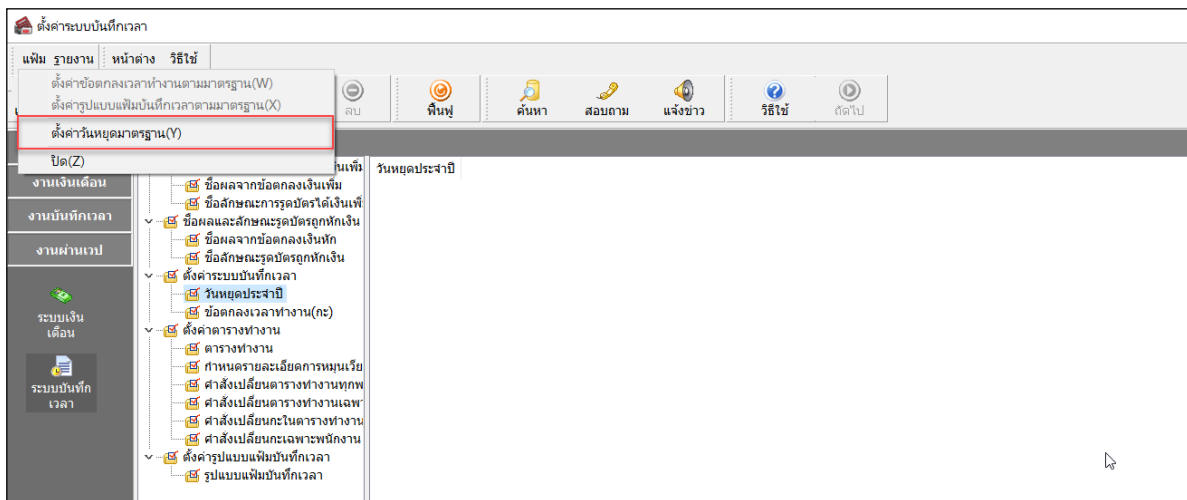 ตั้งค่าระบบบันทึกเวลา
แฟ้ม รายงาน หน้าต่าง วิธีใช้
ตั้งค่าข้อตกลงเวลาทำงานตามมาตรฐาน(W)
ตั้งค่ารูปแบบแฟ้มบันทึกเวลาตามมาตรฐาน(X)
ตั้งค่าวันหยุดมาตรฐาน(Y)
ปิด(Z)
ลบ ฟื้นฟู ค้นหา สอบถาม แจ้งข่าว วิธีใช้ ถัดไป
งานเงินเดือน
งานบันทึกเวลา
งานผ่านเวป
ระบบเงิน
เดือน
ระบบบันทึก
เวลา
ชื่อผลจากข้อตกลงเงินเพิ่ม
ชื่อลักษณะการรูดบัตรได้เงินเพิ่
ชื่อผลและลักษณะรูดบัตรถูกหักเงิน
ชื่อผลจากข้อตกลงเงินหัก
ชื่อลักษณะรูดบัตรถูกหักเงิน
ตั้งค่าระบบบันทึกเวลา
วันหยุดประจำปี
ข้อตกลงเวลาทำงาน(กะ)
ตั้งค่าตารางทำงาน
ตารางทำงาน
กำหนดรายละเอียดการหมุนเวีย
คำสั่งเปลี่ยนตารางทำงานทุกพ
คำสั่งเปลี่ยนตารางทำงานเฉพา
คำสั่งเปลี่ยนกะในตารางทำงาน
คำสั่งเปลี่ยนกะเฉพาะพนักงาน
ตั้งค่ารูปแบบแฟ้มบันทึกเวลา
รูปแบบแฟ้มบันทึกเวลา
วันหยุดประจำปี